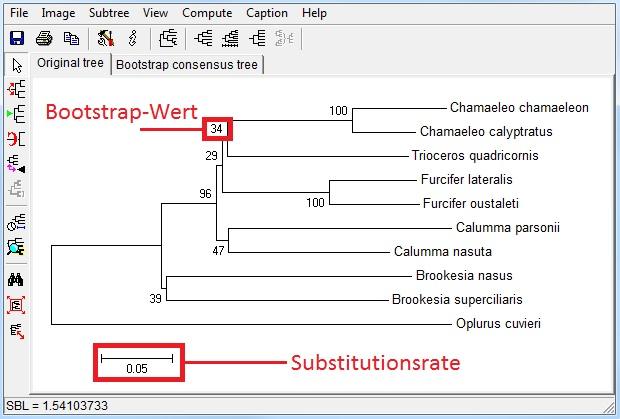 File Image Subtree View Compute Caption Help
Original tree Bootstrap consensus tree
Bootstrap-Wert
100 Chamaeleo chamaeleon
34 Chamaeleo calyptratus
29 Trioceros quadricornis
Furcifer lateralis
96 100 Furcifer oustaleti
Calumma parsonii
47 Calumma nasuta
Brookesia nasus
39 Brookesia superciliaris
Oplurus cuvieri
0.05 Substitutionsrate
SBL = 1.54103733